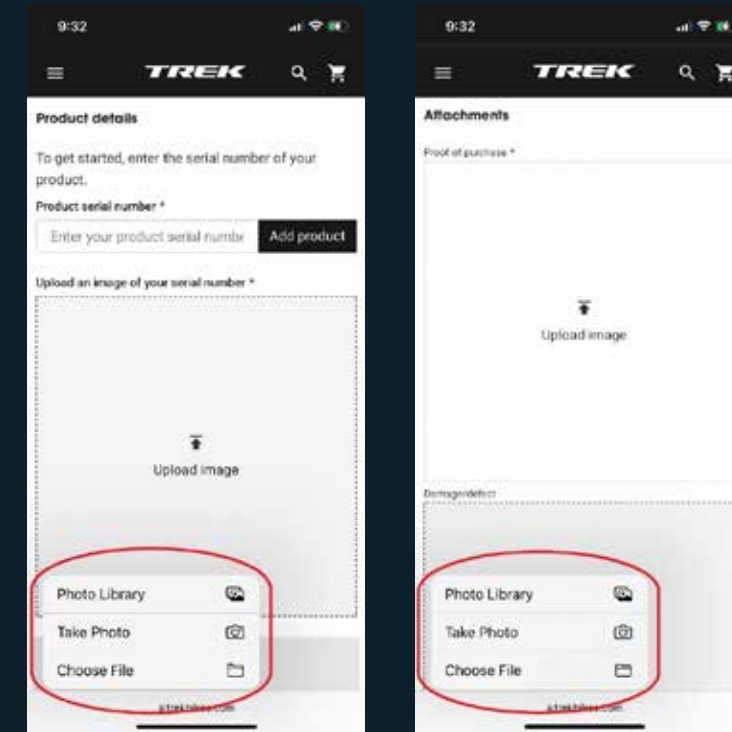 9:32
TREK
Product details
To get started, enter the serial number of your
product.
Product serial number *
Enter your product serial numbe
Add product
Upload an image of your serial number *
Upload image
Photo Library
Take Photo
Choose File
9:32
TREK
Attachments
Proof of purchase *
Upload image
Damage/defect
Photo Library
Take Photo
Choose File